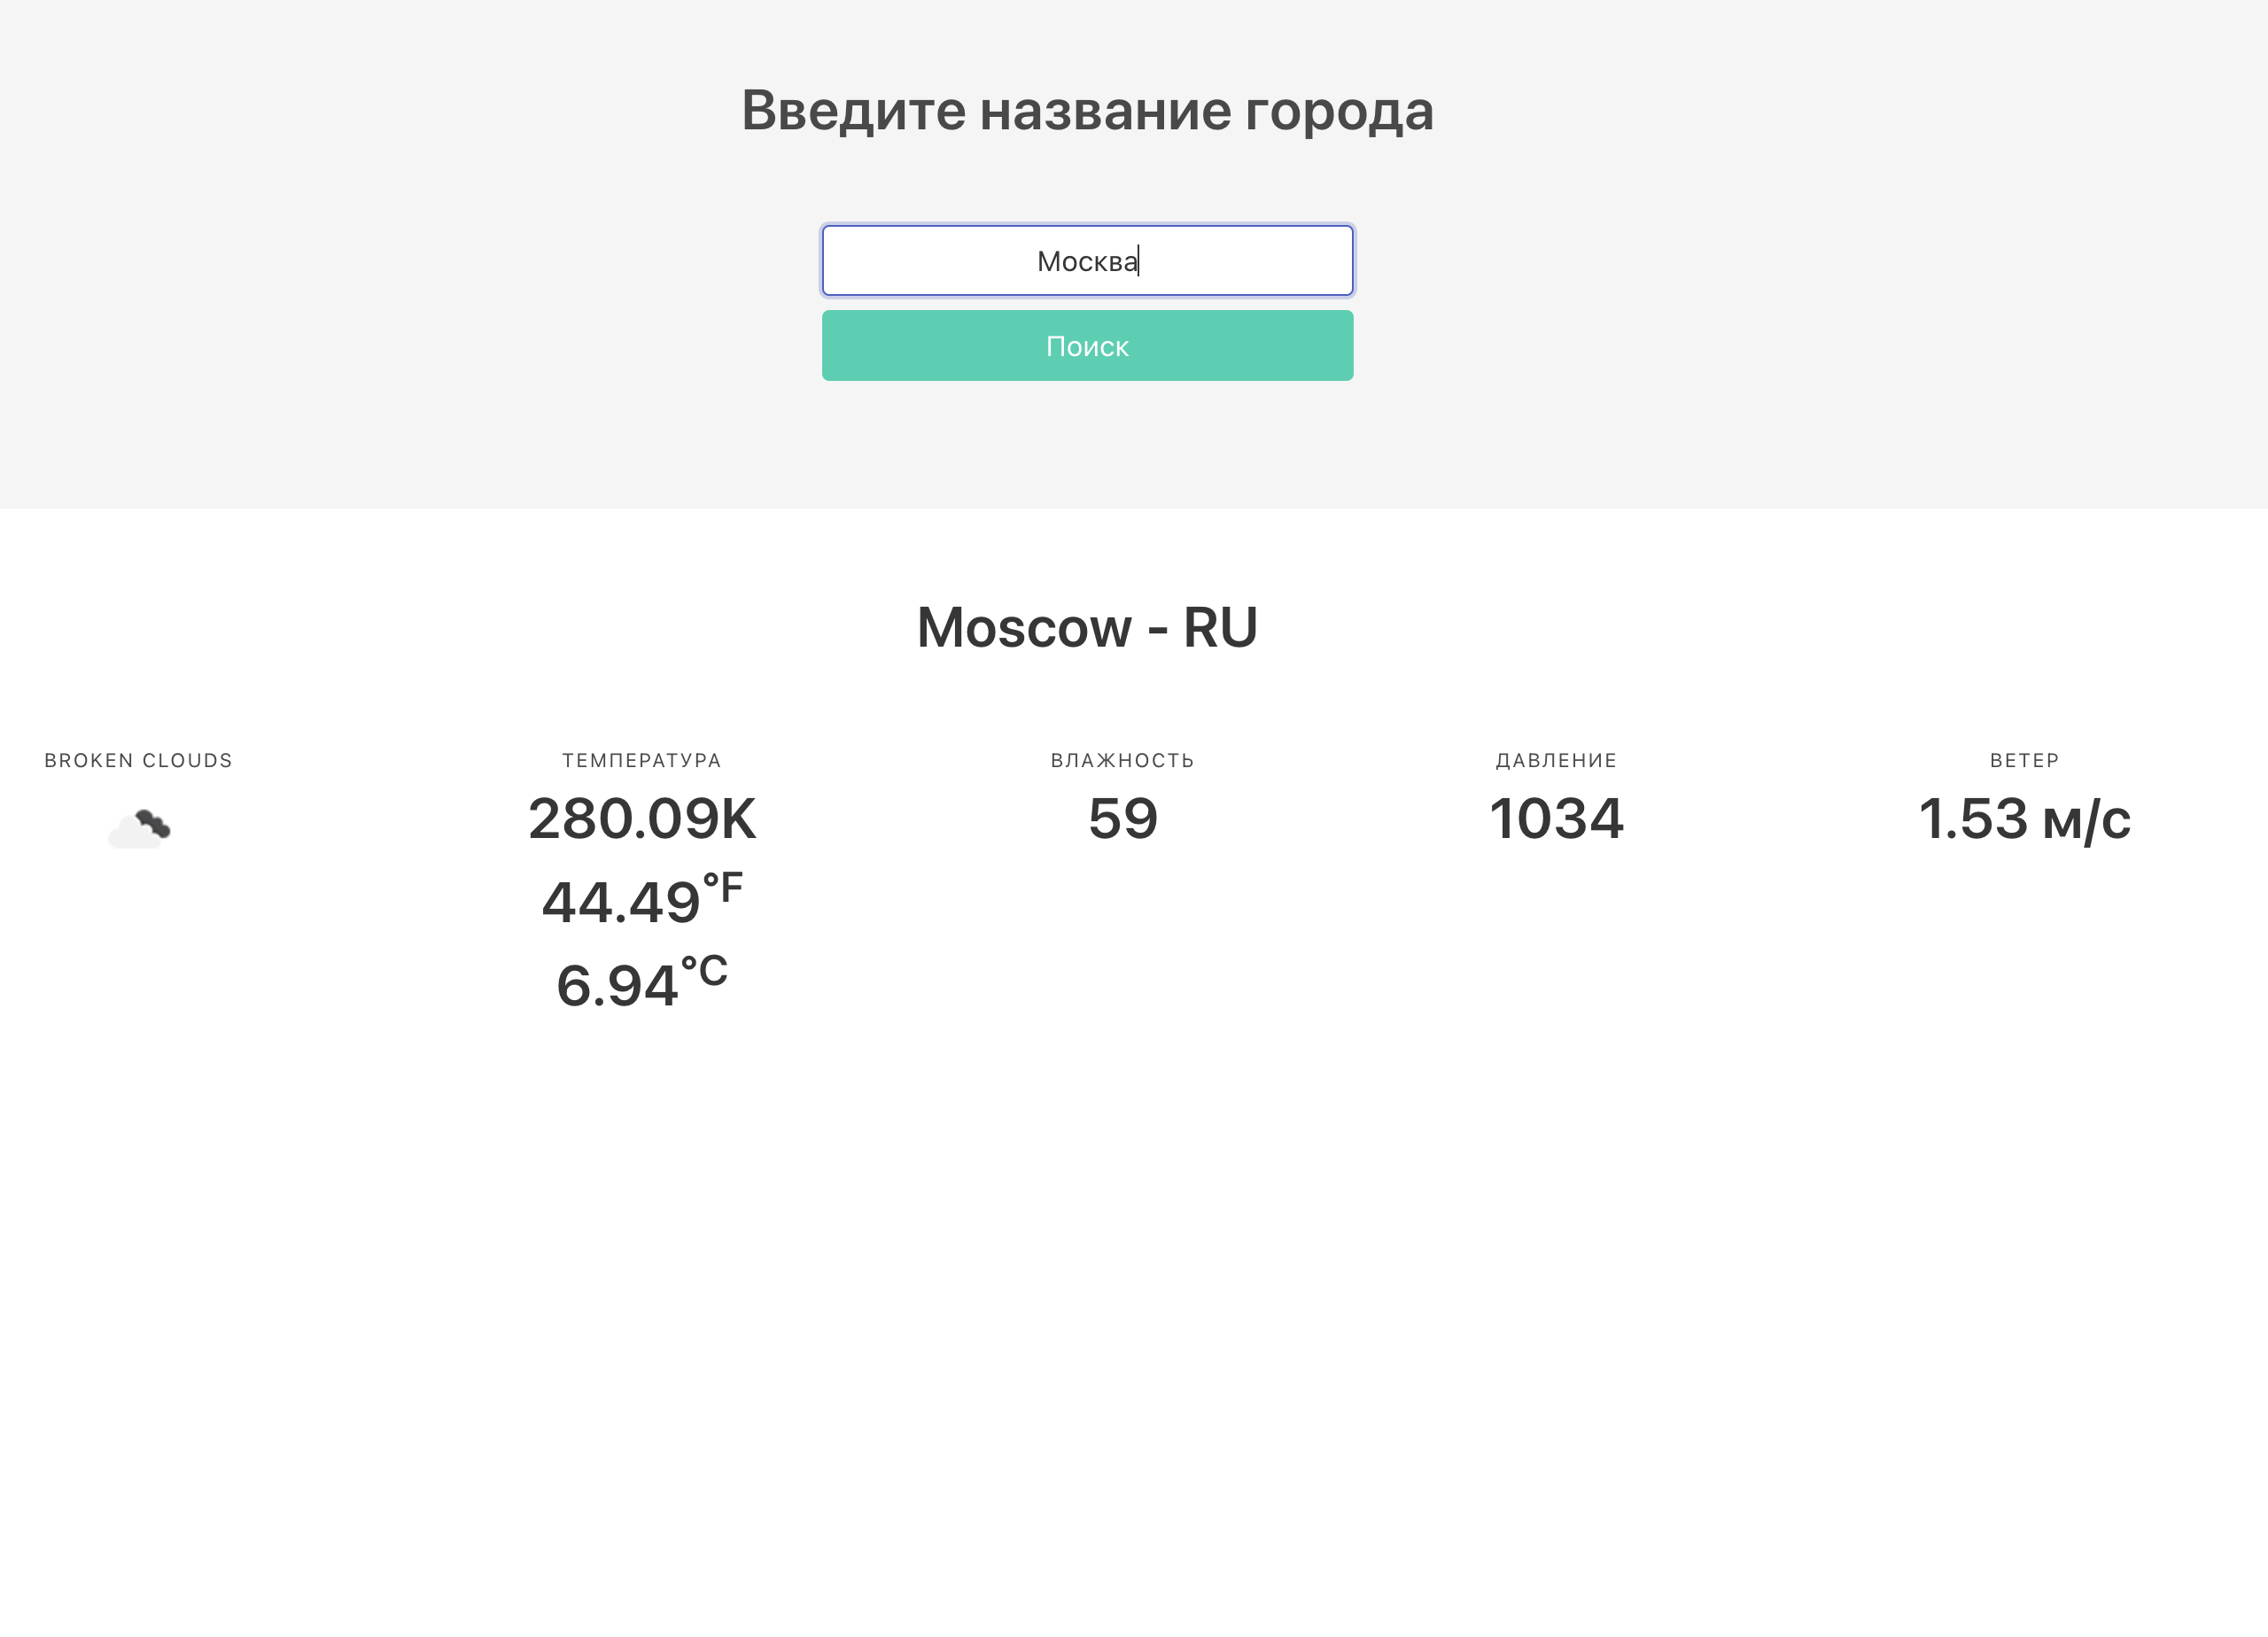 Введите название города
Москва
Поиск
Moscow - RU
BROKEN CLOUDS
ТЕМПЕРАТУРА
280.09K
44.49°F
6.94°C
ВЛАЖНОСТЬ
59
ДАВЛЕНИЕ
1034
ВЕТЕР
1.53 м/с